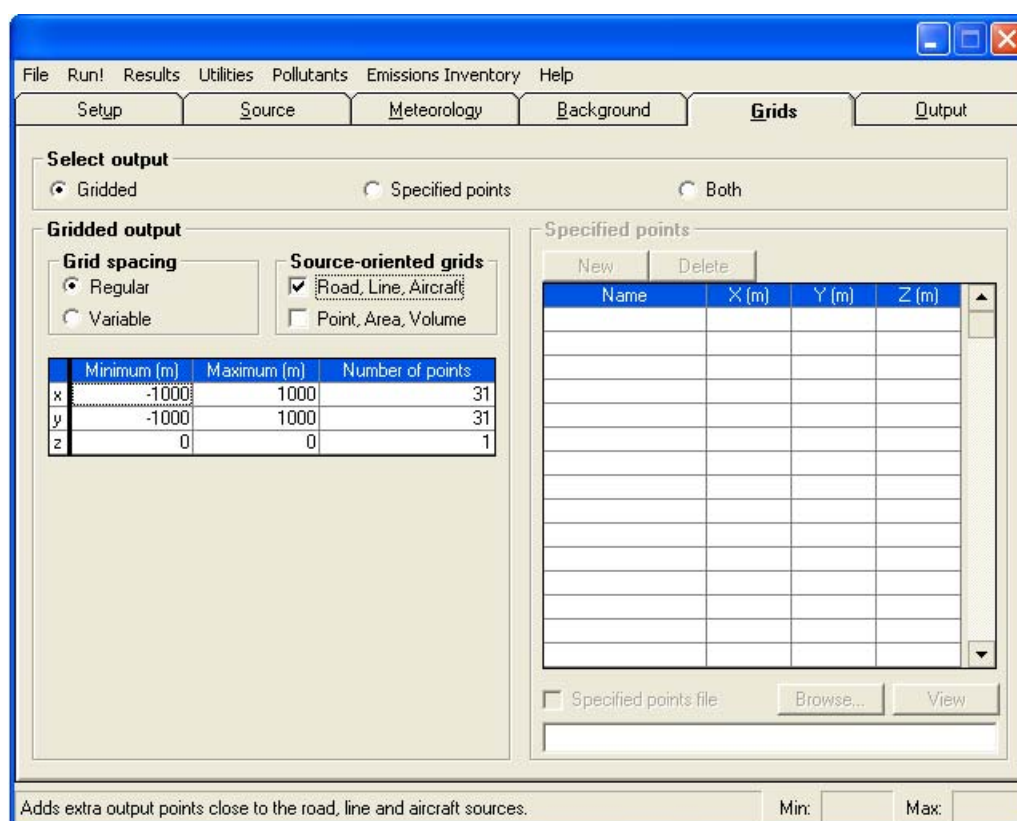 File Run! Results Utilities Pollutants Emissions Inventory Help
Setup Source Meteorology Background Grids Output
Select output
Gridded Specified points Both
Gridded output
Grid spacing
Regular
Variable
Source-oriented grids
Road, Line, Aircraft
Point, Area, Volume
Minimum (m) Maximum (m) Number of points
x -1000 1000 31
y -1000 1000 31
z 0 0 1
Specified points
New Delete
Name X (m) Y (m) Z (m)
Specified points file Browse... View
Adds extra output points close to the road, line and aircraft sources. Min: Max: